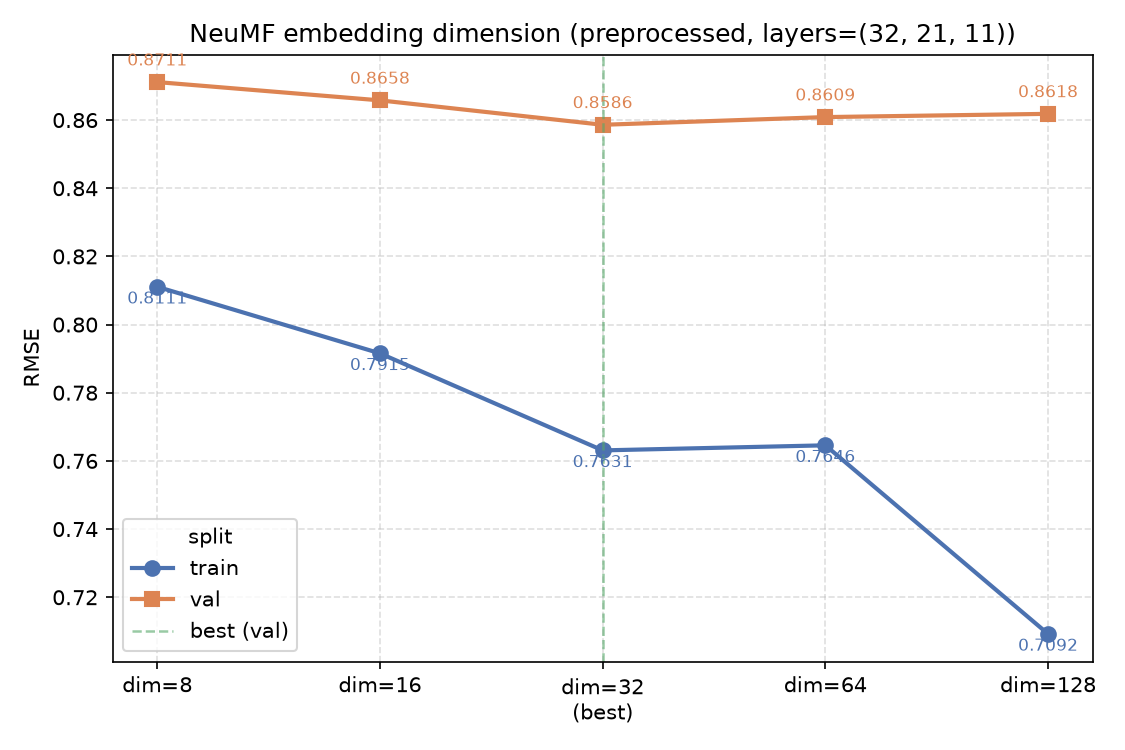 NeuMF embedding dimension (preprocessed, layers=(32, 21, 11))
0.8711
0.8658
0.8586
0.8609
0.8618
0.86
0.84
0.82
0.80
0.78
0.76
0.74
0.72
RMSE
0.8111
0.7915
0.7631
0.7646
0.7092
split
train
val
best (val)
dim=8
dim=16
dim=32
(best)
dim=64
dim=128